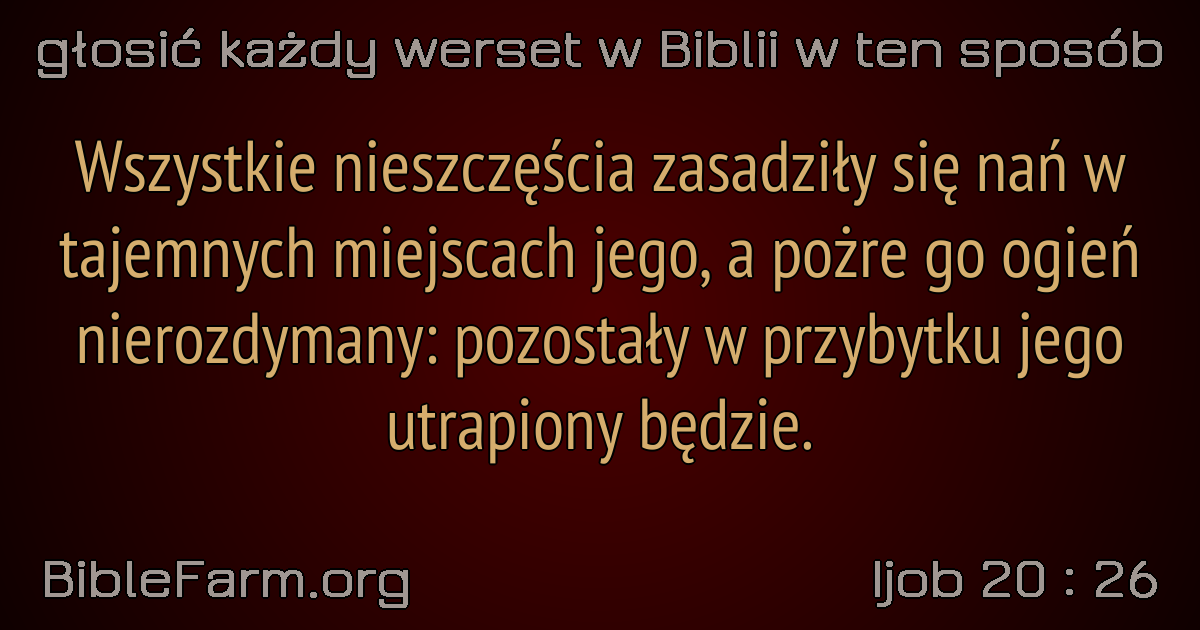 głosić każdy werset w Biblii w ten sposób
Wszystkie nieszczęścia zasadziły się nań w
tajemnych miejscach jego, a pożre go ogień
nierozdymany: pozostały w przybytku jego
utrapiony będzie.
BibleFarm.org
Ijob 20 : 26